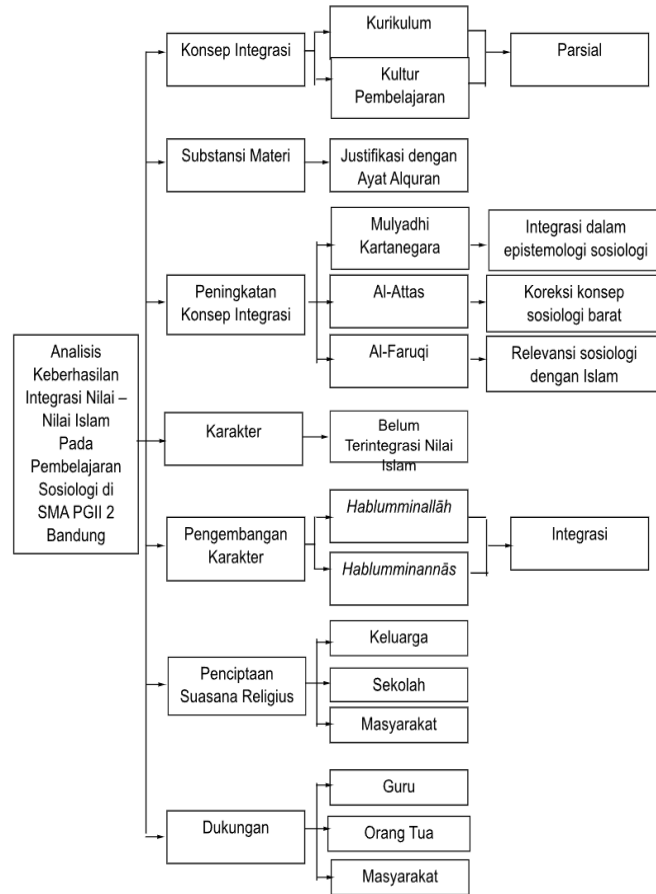 Analisis
Keberhasilan
Integrasi Nilai –
Nilai Islam
Pada
Pembelajaran
Sosiologi di
SMA PGII 2
Bandung
Konsep Integrasi
Kurikulum
Kultur
Pembelajaran
Parsial
Substansi Materi
Justifikasi dengan
Ayat Alquran
Peningkatan
Konsep Integrasi
Mulyadhi
Kartanegara
Integrasi dalam
epistemologi sosiologi
Al-Attas
Koreksi konsep
sosiologi barat
Al-Faruqi
Relevansi sosiologi
dengan Islam
Karakter
Belum
Terintegrasi Nilai
Islam
Pengembangan
Karakter
Hablumminallāh
Hablumminannās
Integrasi
Penciptaan
Suasana Religius
Keluarga
Sekolah
Masyarakat
Dukungan
Guru
Orang Tua
Masyarakat